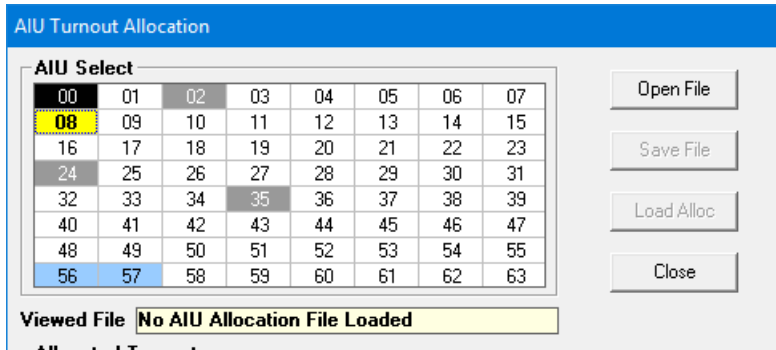 AIU Turnout Allocation
AIU Select
00 01 02 03 04 05 06 07
08 09 10 11 12 13 14 15
16 17 18 19 20 21 22 23
24 25 26 27 28 29 30 31
32 33 34 35 36 37 38 39
40 41 42 43 44 45 46 47
48 49 50 51 52 53 54 55
56 57 58 59 60 61 62 63
Open File
Save File
Load Alloc
Close
Viewed File No AIU Allocation File Loaded